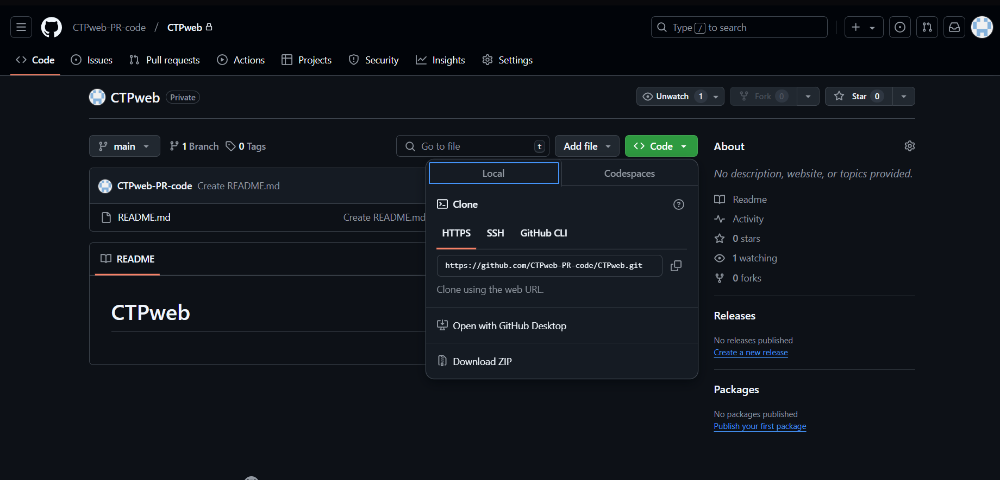 CTPweb-PR-code / CTPweb
Type / to search
Code Issues Pull requests Actions Projects Security Insights Settings
CTPweb Private
Unwatch 1 Fork 0 Star 0
main 1 Branch 0 Tags
Go to file t Add file Code
Local Codespaces
Clone
HTTPS SSH GitHub CLI
https://github.com/CTPweb-PR-code/CTPweb.git
Clone using the web URL.
Open with GitHub Desktop
Download ZIP
CTPweb-PR-code Create README.md
README.md Create README.md
README
CTPweb
About
No description, website, or topics provided.
Readme
Activity
0 stars
1 watching
0 forks
Releases
No releases published
Create a new release
Packages
No packages published
Publish your first package